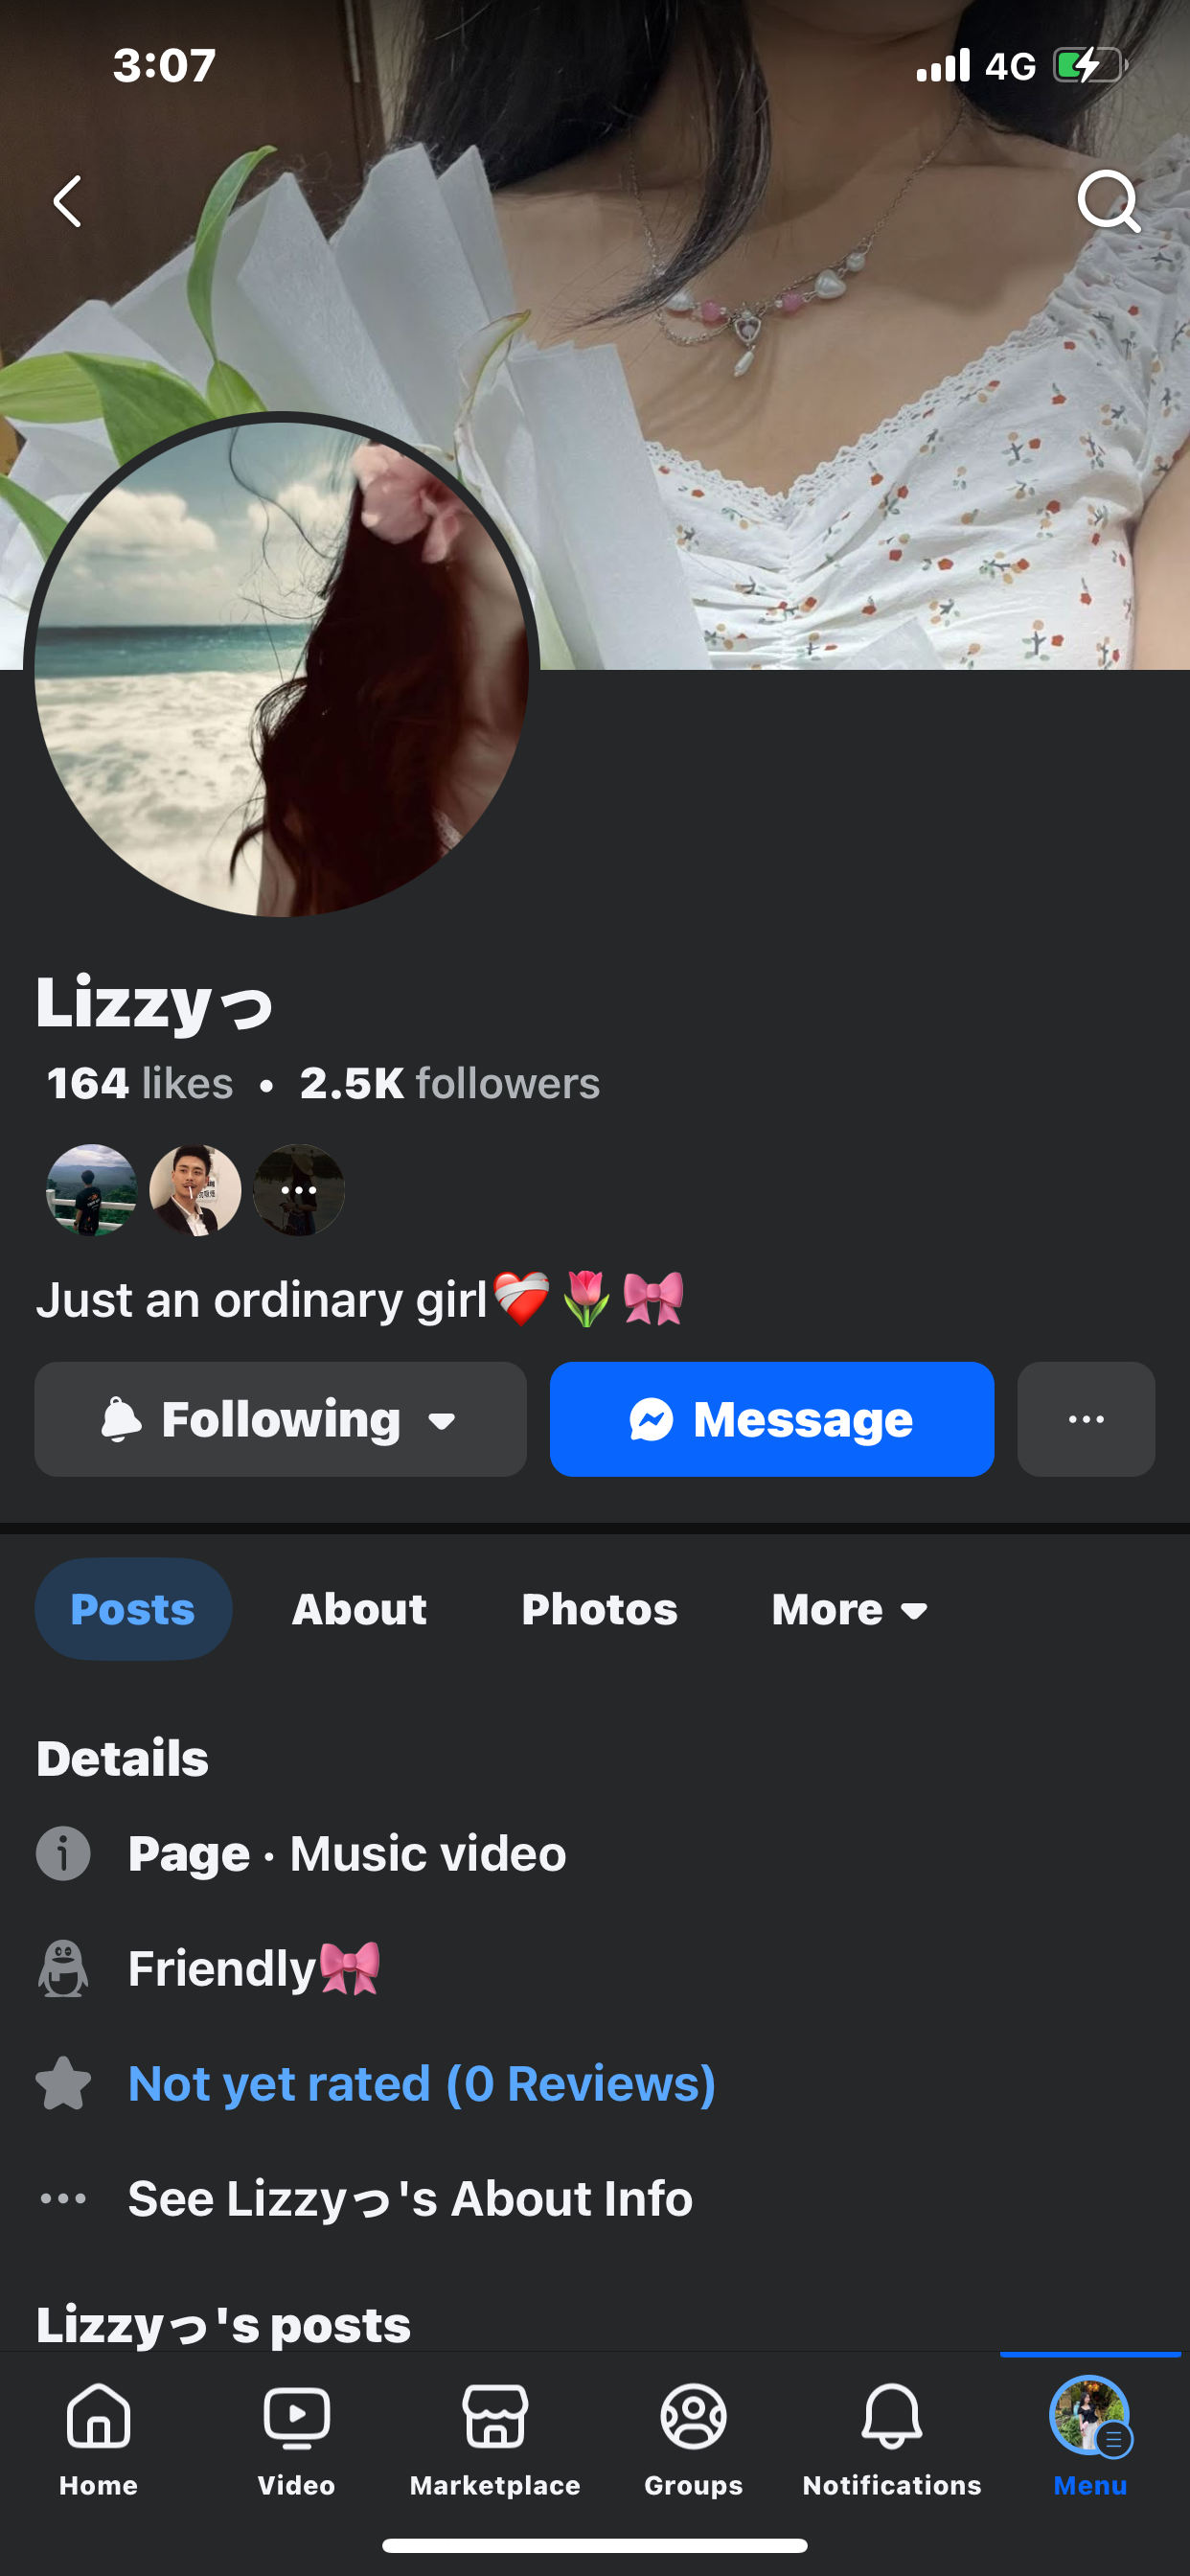 3:07 4G
Lizzyっ
164 likes • 2.5K followers
Just an ordinary girl❤️‍🩹🌷🎀
Following Message
Posts About Photos More
Details
Page · Music video
Friendly🎀
Not yet rated (0 Reviews)
See Lizzyっ's About Info
Lizzyっ's posts
Home Video Marketplace Groups Notifications Menu